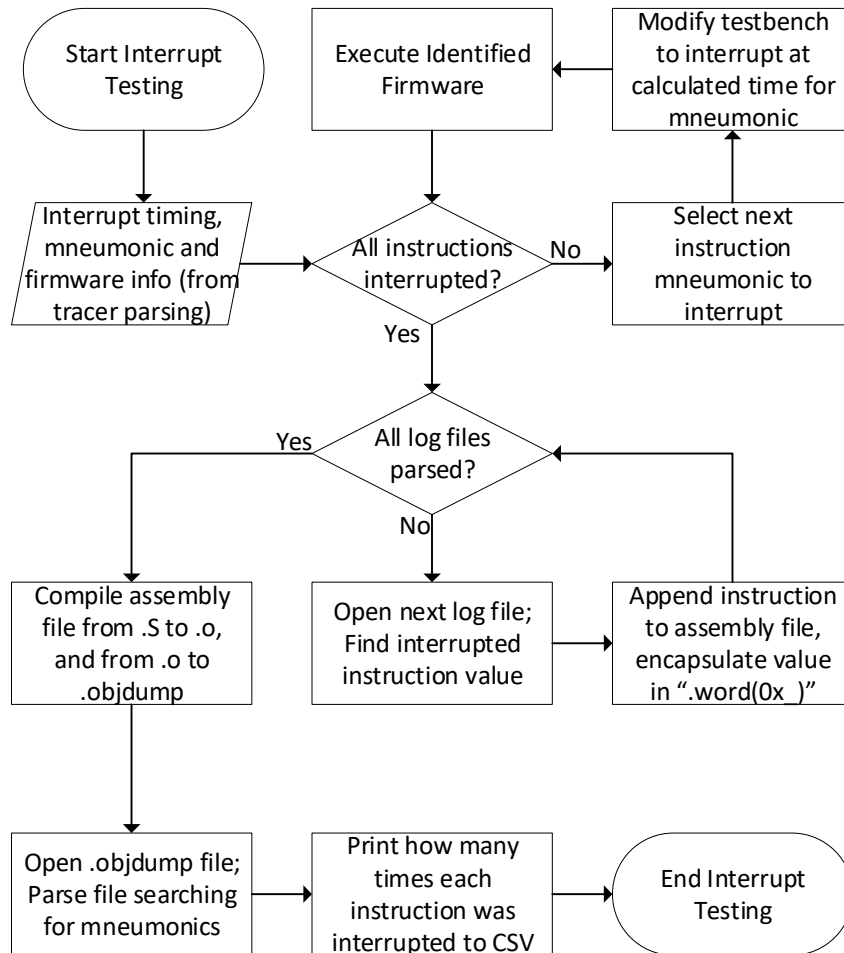 Start Interrupt
Testing
Execute Identified
Firmware
Modify testbench
to interrupt at
calculated time for
mneumonic
Interrupt timing,
mneumonic and
firmware info (from
tracer parsing)
All instructions
interrupted?
No
Select next
instruction
mneumonic to
interrupt
Yes
Yes
All log files
parsed?
No
Compile assembly
file from .S to .o,
and from .o to
.objdump
Open next log file;
Find interrupted
instruction value
Append instruction
to assembly file,
encapsulate value
in “.word(0x_)”
Open .objdump file;
Parse file searching
for mneumonics
Print how many
times each
instruction was
interrupted to CSV
End Interrupt
Testing